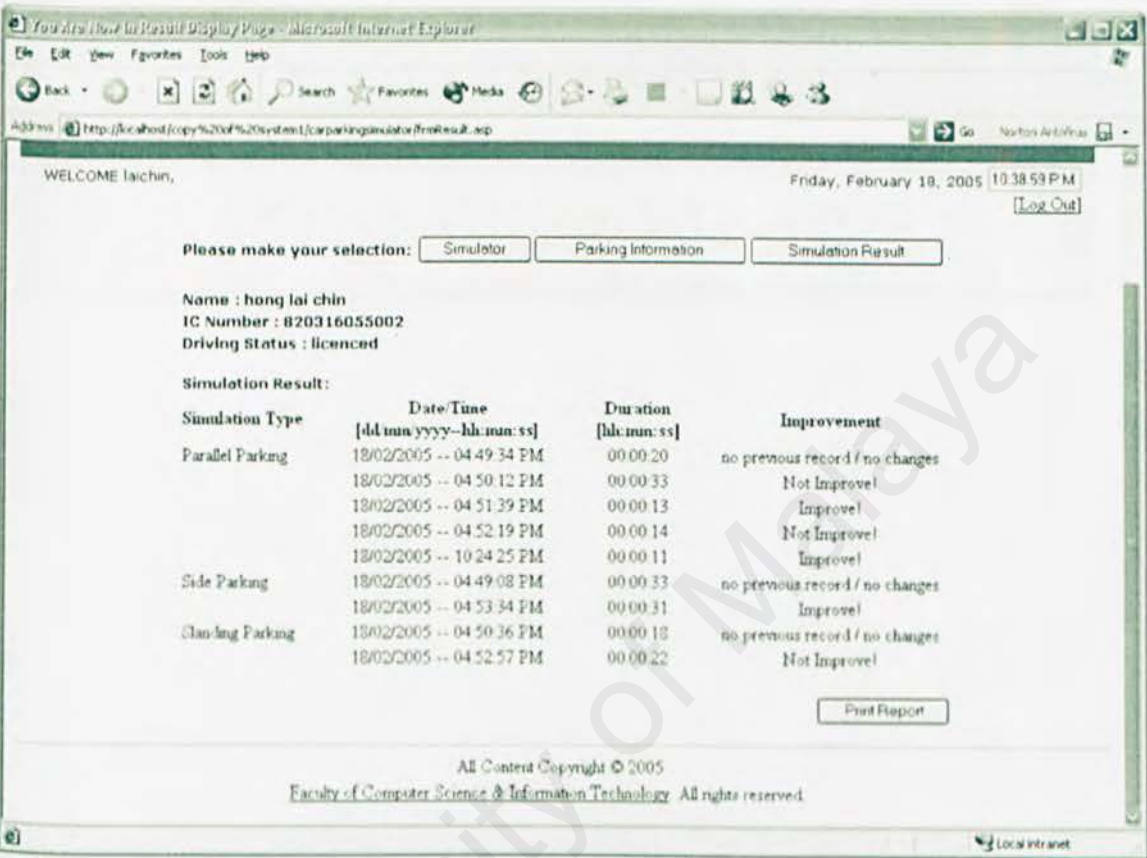 You Are Now In Result Display Page - Microsoft Internet Explorer
File Edit View Favorites Tools Help
Back Search Favorites Media
Address http://localhost/copy%20of%20system1/carparkingsimulator/frmResult.asp Go Norton AntiVirus
WELCOME laichin, Friday, February 18, 2005 10:38:59 PM
[Log Out]
Please make your selection: Simulator Parking Information Simulation Result
Name : hong lai chin
IC Number : 820316055002
Driving Status : licenced
Simulation Result:
Simulation Type Date/Time [dd/mm/yyyy--hh:mm:ss] Duration [hh:mm:ss] Improvement
Parallel Parking 18/02/2005 -- 04:49:34 PM 00:00:20 no previous record / no changes
18/02/2005 -- 04:50:12 PM 00:00:33 Not Improve!
18/02/2005 -- 04:51:39 PM 00:00:13 Improve!
18/02/2005 -- 04:52:19 PM 00:00:14 Not Improve!
18/02/2005 -- 10:24:25 PM 00:00:11 Improve!
Side Parking 18/02/2005 -- 04:49:08 PM 00:00:33 no previous record / no changes
18/02/2005 -- 04:53:34 PM 00:00:31 Improve!
Slanding Parking 18/02/2005 -- 04:50:36 PM 00:00:18 no previous record / no changes
18/02/2005 -- 04:52:57 PM 00:00:22 Not Improve!
Print Report
All Content Copyright © 2005
Faculty of Computer Science & Information Technology All rights reserved.
Local intranet
ity of Malaya